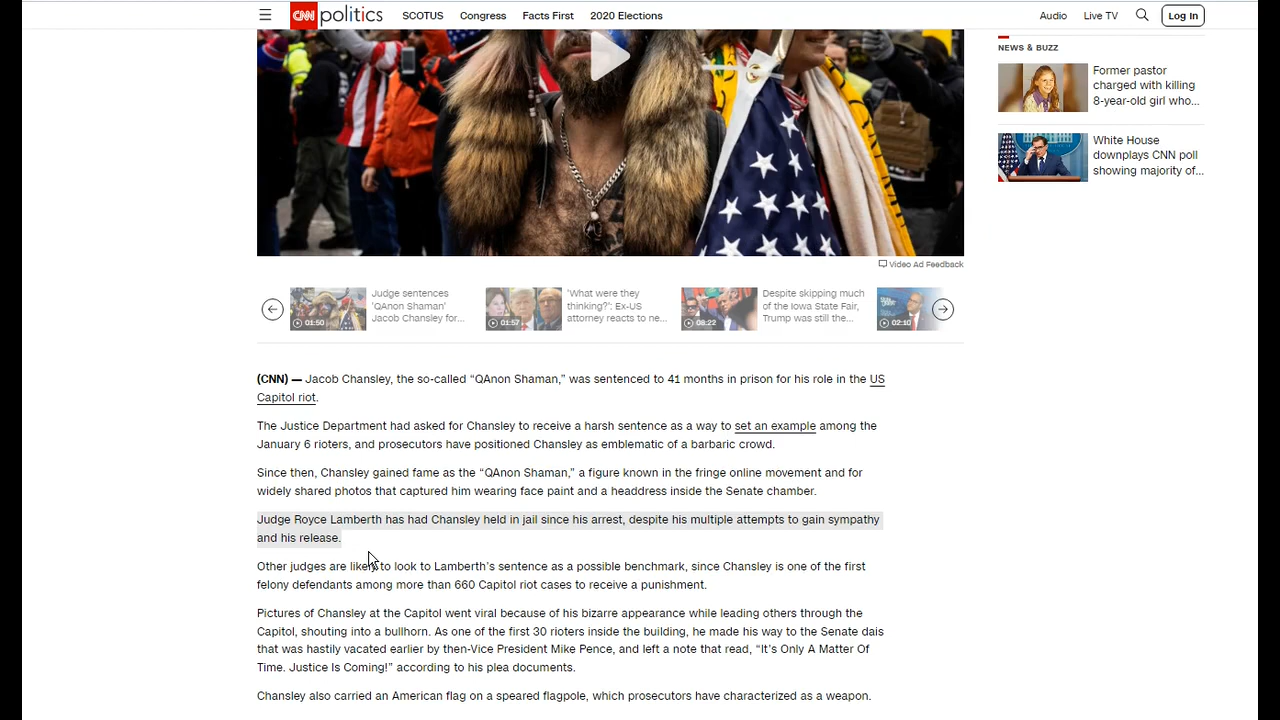 CNN politics SCOTUS Congress Facts First 2020 Elections Audio Live TV Log In
NEWS & BUZZ
Former pastor
charged with killing
8-year-old girl who...
White House
downplays CNN poll
showing majority of...
Video Ad Feedback
Judge sentences
‘QAnon Shaman’
Jacob Chansley for...
01:50
'What were they
thinking?': Ex-US
attorney reacts to ne...
01:57
Despite skipping much
of the Iowa State Fair,
Trump was still the...
08:22
02:10
(CNN) — Jacob Chansley, the so-called “QAnon Shaman,” was sentenced to 41 months in prison for his role in the US
Capitol riot.
The Justice Department had asked for Chansley to receive a harsh sentence as a way to set an example among the
January 6 rioters, and prosecutors have positioned Chansley as emblematic of a barbaric crowd.
Since then, Chansley gained fame as the “QAnon Shaman,” a figure known in the fringe online movement and for
widely shared photos that captured him wearing face paint and a headdress inside the Senate chamber.
Judge Royce Lamberth has had Chansley held in jail since his arrest, despite his multiple attempts to gain sympathy
and his release.
Other judges are likely to look to Lamberth’s sentence as a possible benchmark, since Chansley is one of the first
felony defendants among more than 660 Capitol riot cases to receive a punishment.
Pictures of Chansley at the Capitol went viral because of his bizarre appearance while leading others through the
Capitol, shouting into a bullhorn. As one of the first 30 rioters inside the building, he made his way to the Senate dais
that was hastily vacated earlier by then-Vice President Mike Pence, and left a note that read, “It’s Only A Matter Of
Time. Justice Is Coming!” according to his plea documents.
Chansley also carried an American flag on a speared flagpole, which prosecutors have characterized as a weapon.